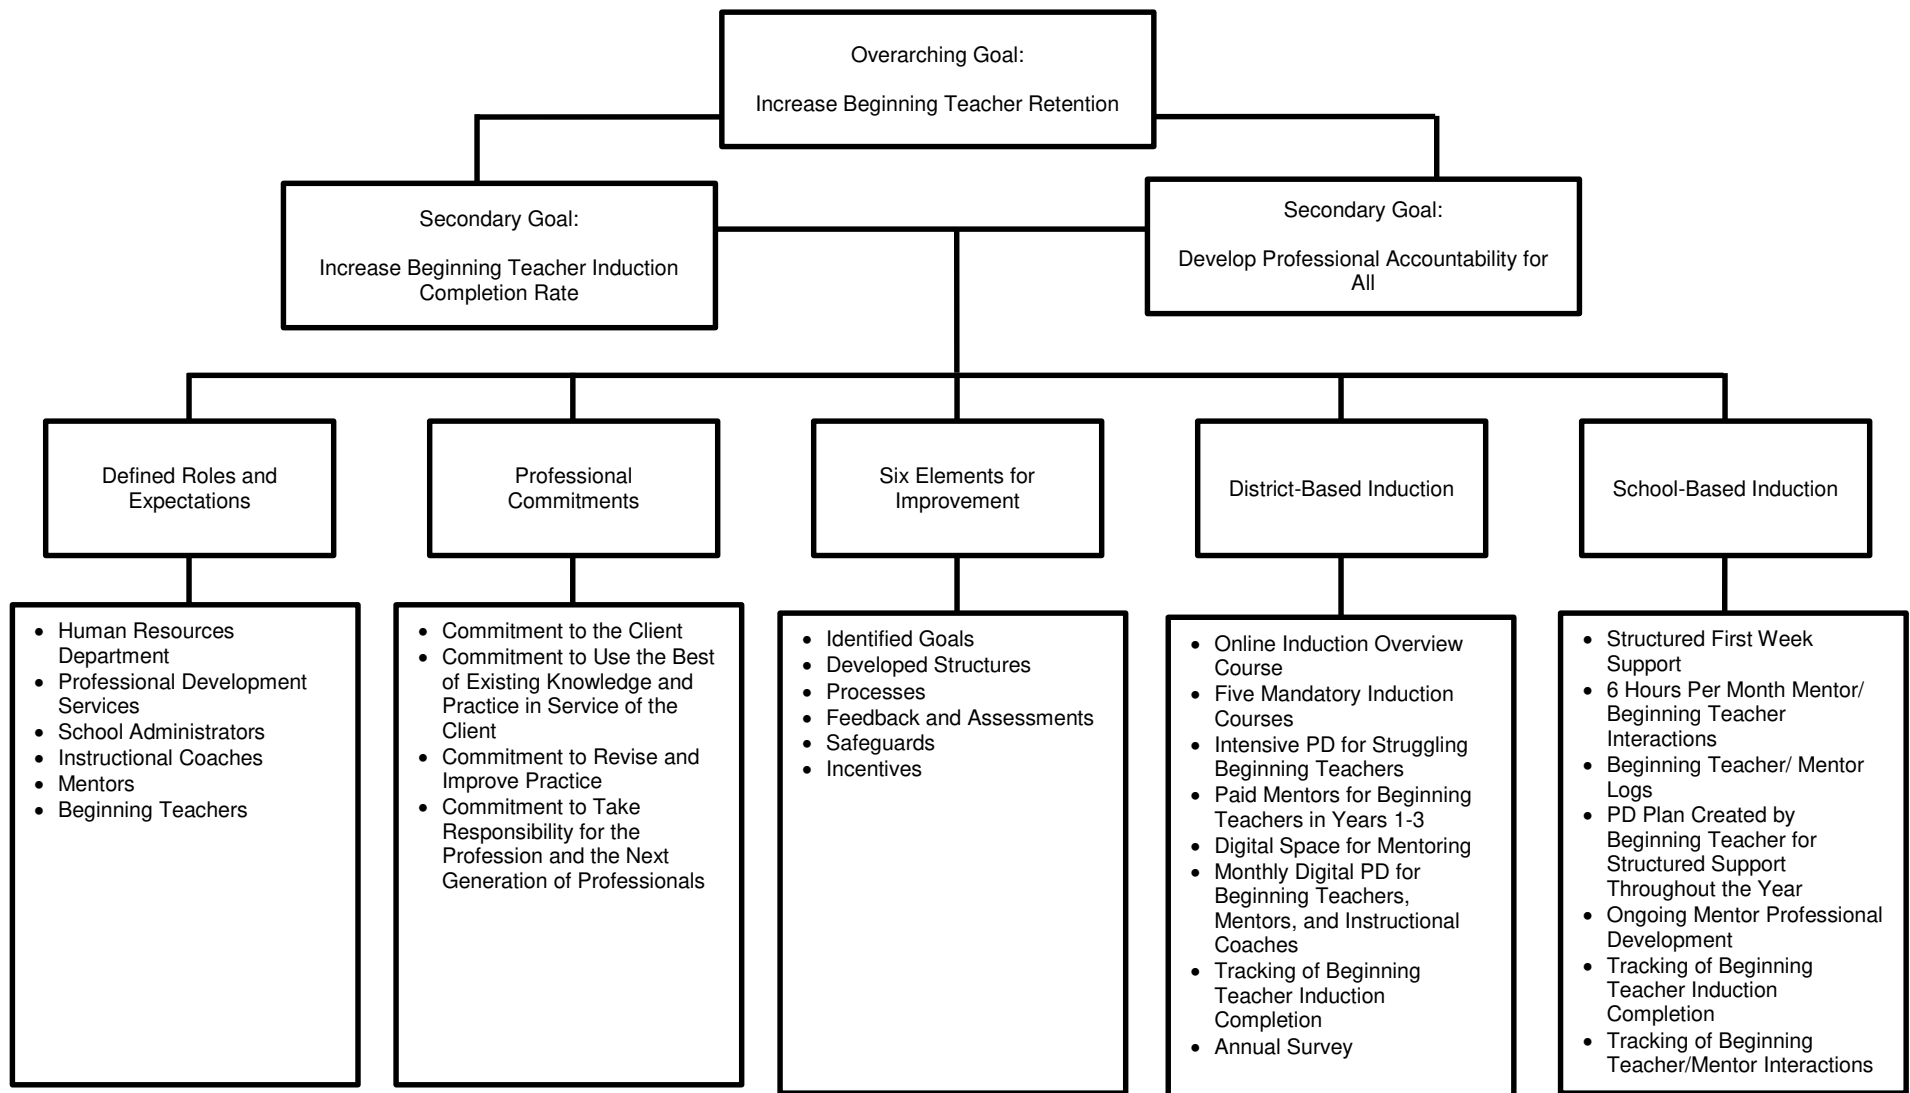 Overarching Goal:
Increase Beginning Teacher Retention
Secondary Goal:
Increase Beginning Teacher Induction
Completion Rate
Secondary Goal:
Develop Professional Accountability for
All
Defined Roles and
Expectations
Professional
Commitments
Six Elements for
Improvement
District-Based Induction
School-Based Induction
• Human Resources
Department
• Professional Development
Services
• School Administrators
• Instructional Coaches
• Mentors
• Beginning Teachers
• Commitment to the Client
• Commitment to Use the Best
of Existing Knowledge and
Practice in Service of the
Client
• Commitment to Revise and
Improve Practice
• Commitment to Take
Responsibility for the
Profession and the Next
Generation of Professionals
• Identified Goals
• Developed Structures
• Processes
• Feedback and Assessments
• Safeguards
• Incentives
• Online Induction Overview
Course
• Five Mandatory Induction
Courses
• Intensive PD for Struggling
Beginning Teachers
• Paid Mentors for Beginning
Teachers in Years 1-3
• Digital Space for Mentoring
• Monthly Digital PD for
Beginning Teachers,
Mentors, and Instructional
Coaches
• Tracking of Beginning
Teacher Induction
Completion
• Annual Survey
• Structured First Week
Support
• 6 Hours Per Month Mentor/
Beginning Teacher
Interactions
• Beginning Teacher/ Mentor
Logs
• PD Plan Created by
Beginning Teacher for
Structured Support
Throughout the Year
• Ongoing Mentor Professional
Development
• Tracking of Beginning
Teacher Induction
Completion
• Tracking of Beginning
Teacher/Mentor Interactions